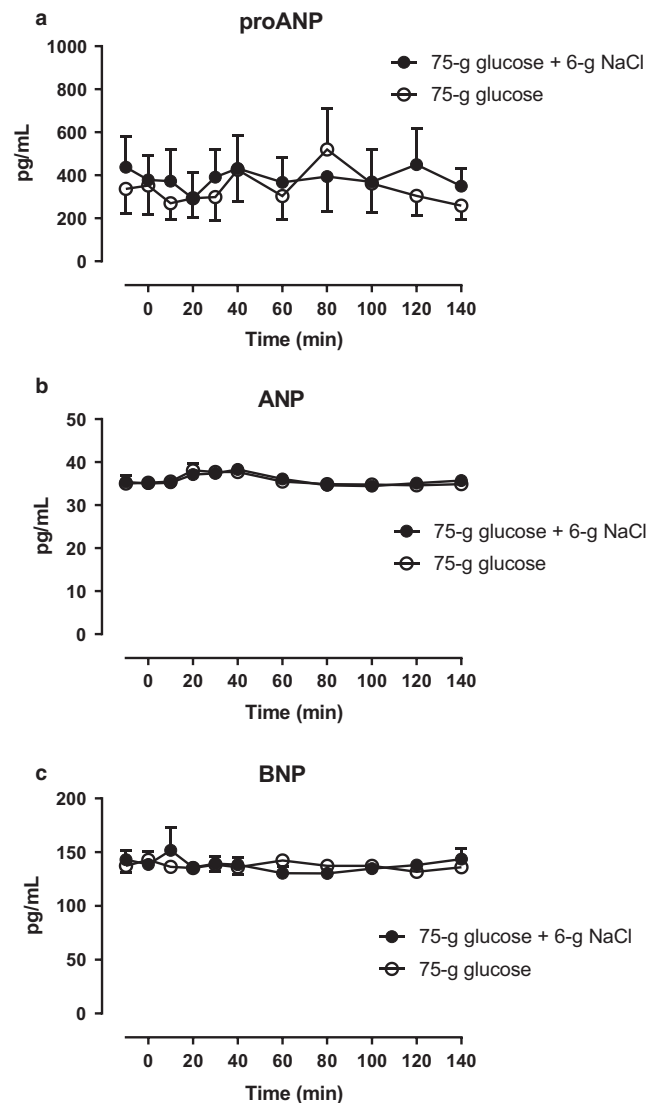 a
proANP
1000
800
600
400
200
0
pg/mL
75-g glucose + 6-g NaCl
75-g glucose
0 20 40 60 80 100 120 140
Time (min)
b
ANP
50
40
30
20
10
0
pg/mL
75-g glucose + 6-g NaCl
75-g glucose
0 20 40 60 80 100 120 140
Time (min)
c
BNP
200
150
100
50
0
pg/mL
75-g glucose + 6-g NaCl
75-g glucose
0 20 40 60 80 100 120 140
Time (min)